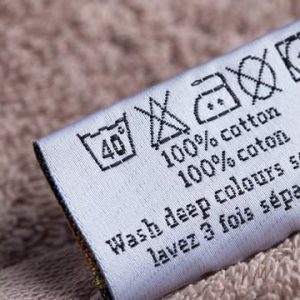 40°
100% cotton
100% coton
Wash deep colours
lavez 3 fois